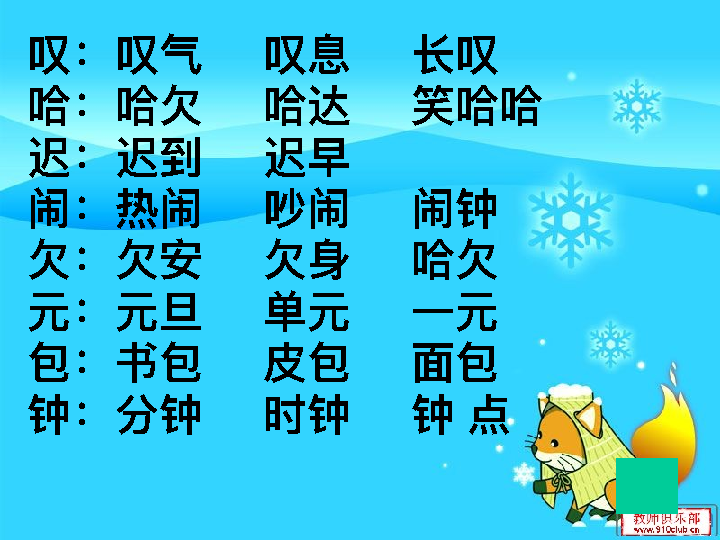 叹：叹气 叹息 长叹
哈：哈欠 哈达 笑哈哈
迟：迟到 迟早
闹：热闹 吵闹 闹钟
欠：欠安 欠身 哈欠
元：元旦 单元 一元
包：书包 皮包 面包
钟：分钟 时钟 钟 点
教师俱乐部
www.910club.cn